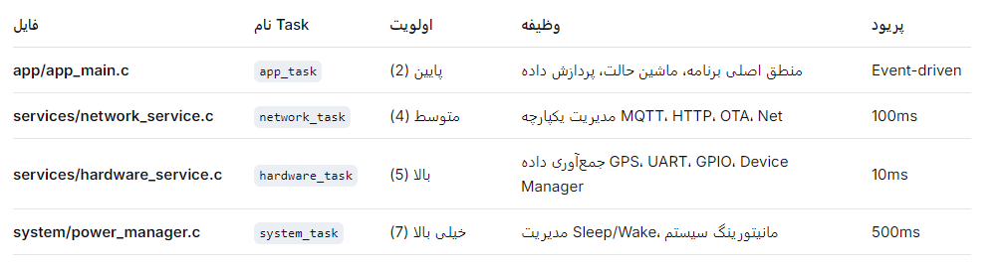 فایل	نام Task	اولویت	وظیفه	پریود
app/app_main.c	app_task	پایین (2)	منطق اصلی برنامه، ماشین حالت، پردازش داده	Event-driven
services/network_service.c	network_task	متوسط (4)	مدیریت یکپارچه MQTT، HTTP، OTA، Net	100ms
services/hardware_service.c	hardware_task	بالا (5)	جمع‌آوری داده GPS، UART، GPIO، Device	10ms
Manager
system/power_manager.c	system_task	خیلی بالا (7)	مدیریت Sleep/Wake، مانیتورینگ سیستم	500ms